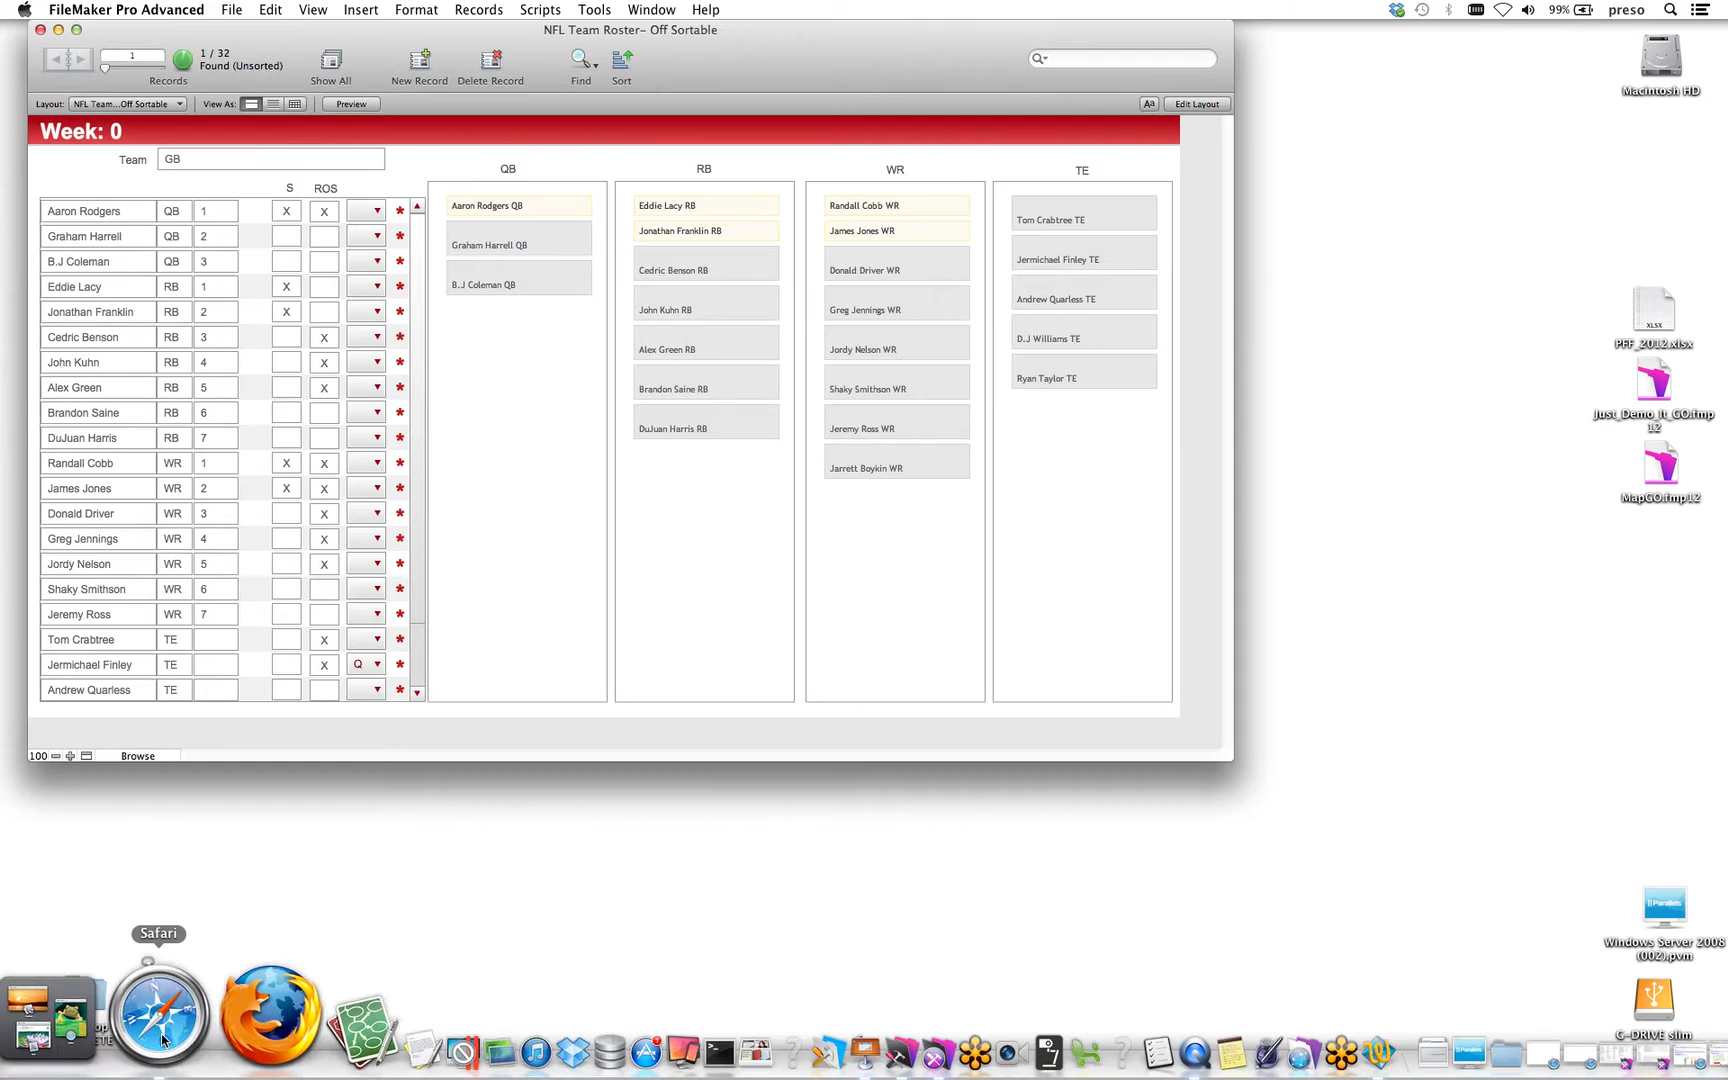 FileMaker Pro Advanced File Edit View Insert Format Records Scripts Tools Window Help
99% preso
NFL Team Roster- Off Sortable
1
1 / 32
Found (Unsorted)
Records
Show All
New Record
Delete Record
Find
Sort
Layout: NFL Team...Off Sortable View As: Preview
Aa Edit Layout
Week: 0
Team GB
S ROS
Aaron Rodgers QB 1 X X *
Graham Harrell QB 2 *
B.J Coleman QB 3 *
Eddie Lacy RB 1 X *
Jonathan Franklin RB 2 X *
Cedric Benson RB 3 X *
John Kuhn RB 4 X *
Alex Green RB 5 X *
Brandon Saine RB 6 *
DuJuan Harris RB 7 *
Randall Cobb WR 1 X X *
James Jones WR 2 X X *
Donald Driver WR 3 X *
Greg Jennings WR 4 X *
Jordy Nelson WR 5 X *
Shaky Smithson WR 6 *
Jeremy Ross WR 7 *
Tom Crabtree TE X *
Jermichael Finley TE X Q *
Andrew Quarless TE *
QB
Aaron Rodgers QB
Graham Harrell QB
B.J Coleman QB
RB
Eddie Lacy RB
Jonathan Franklin RB
Cedric Benson RB
John Kuhn RB
Alex Green RB
Brandon Saine RB
DuJuan Harris RB
WR
Randall Cobb WR
James Jones WR
Donald Driver WR
Greg Jennings WR
Jordy Nelson WR
Shaky Smithson WR
Jeremy Ross WR
Jarrett Boykin WR
TE
Tom Crabtree TE
Jermichael Finley TE
Andrew Quarless TE
D.J Williams TE
Ryan Taylor TE
100 Browse
Macintosh HD
XLSX
PFF_2012.xlsx
Just_Demo_It_GO.fmp
12
MapGO.fmp12
||Parallels
Windows Server 2008
(002).pvm
G-DRIVE slim
Safari